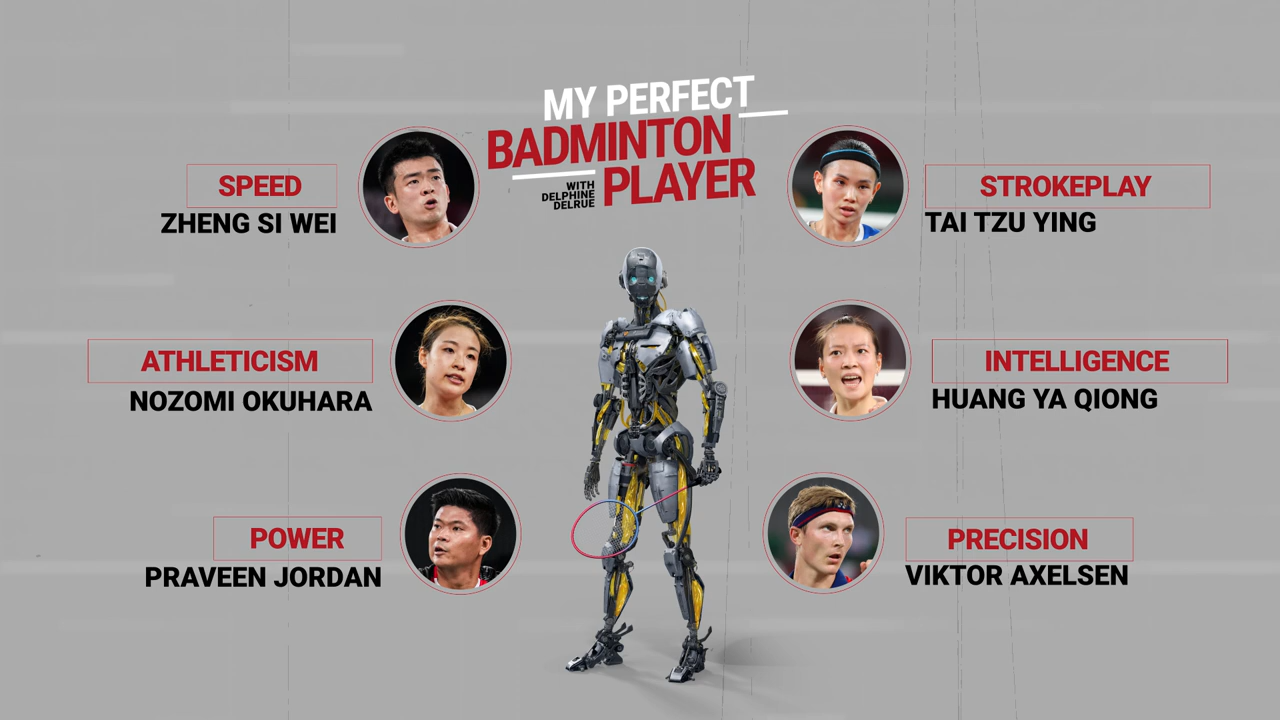 MY PERFECT
BADMINTON
WITH
DELPHINE
DELRUE
PLAYER
SPEED
ZHENG SI WEI
STROKEPLAY
TAI TZU YING
ATHLETICISM
NOZOMI OKUHARA
INTELLIGENCE
HUANG YA QIONG
POWER
PRAVEEN JORDAN
PRECISION
VIKTOR AXELSEN